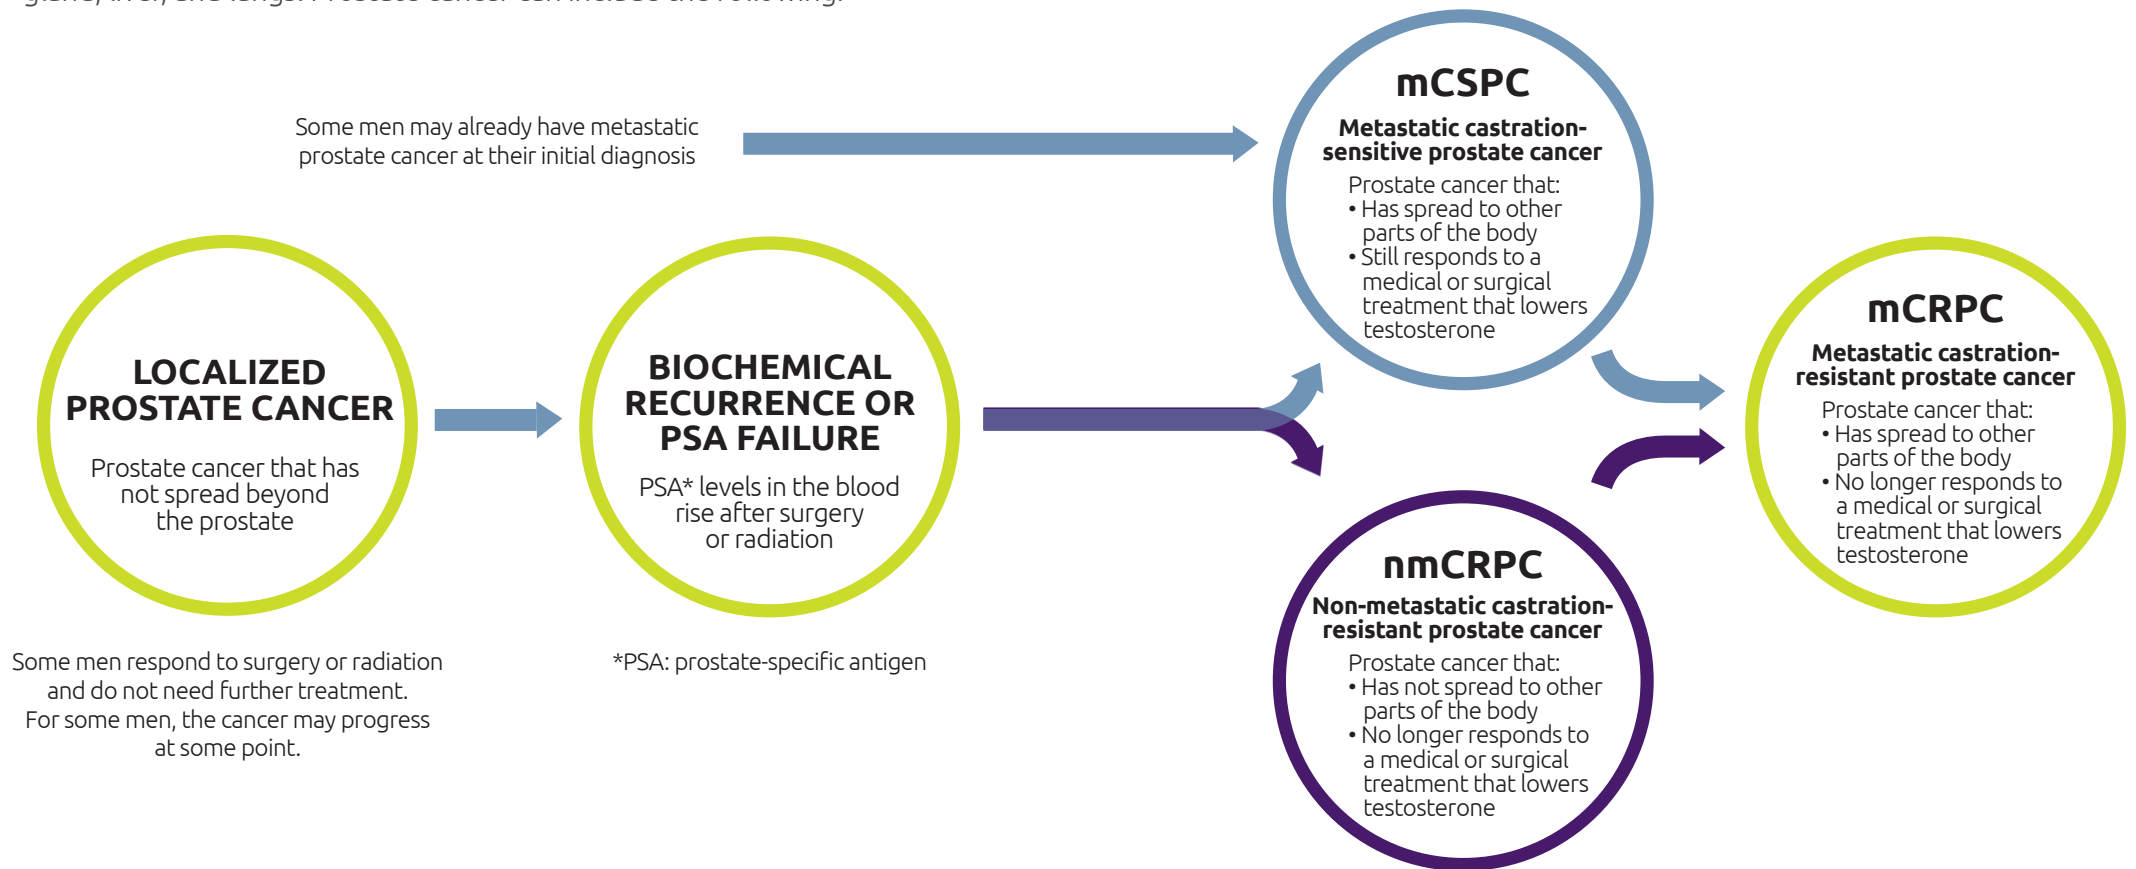 Prostate cancer can include the following:
Some men may already have metastatic
prostate cancer at their initial diagnosis
LOCALIZED
PROSTATE CANCER
Prostate cancer that has
not spread beyond
the prostate
Some men respond to surgery or radiation
and do not need further treatment.
For some men, the cancer may progress
at some point.
BIOCHEMICAL
RECURRENCE OR
PSA FAILURE
PSA* levels in the blood
rise after surgery
or radiation
*PSA: prostate-specific antigen
mCSPC
Metastatic castration-
sensitive prostate cancer
Prostate cancer that:
• Has spread to other
parts of the body
• Still responds to a
medical or surgical
treatment that lowers
testosterone
nmCRPC
Non-metastatic castration-
resistant prostate cancer
Prostate cancer that:
• Has not spread to other
parts of the body
• No longer responds to
a medical or surgical
treatment that lowers
testosterone
mCRPC
Metastatic castration-
resistant prostate cancer
Prostate cancer that:
• Has spread to other
parts of the body
• No longer responds to
a medical or surgical
treatment that lowers
testosterone